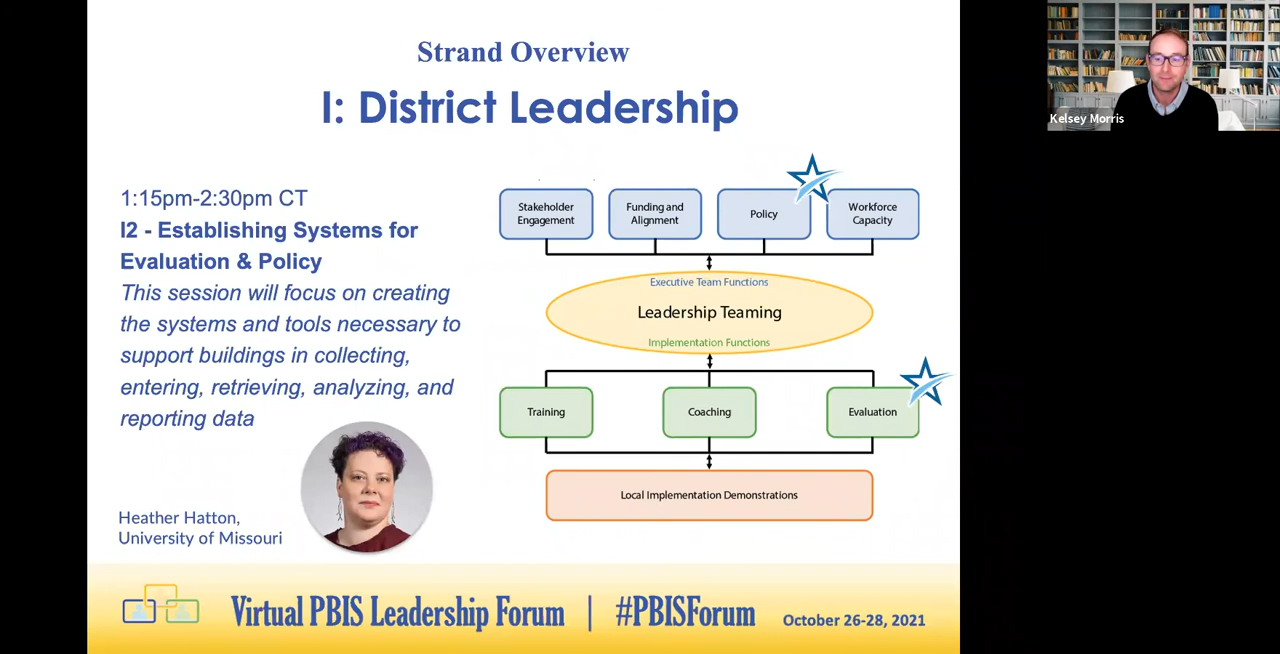 Strand Overview
I: District Leadership
1:15pm-2:30pm CT
I2 - Establishing Systems for
Evaluation & Policy
This session will focus on creating
the systems and tools necessary to
support buildings in collecting,
entering, retrieving, analyzing, and
reporting data
Heather Hatton,
University of Missouri
Stakeholder
Engagement
Funding and
Alignment
Policy
Workforce
Capacity
Executive Team Functions
Leadership Teaming
Implementation Functions
Training
Coaching
Evaluation
Local Implementation Demonstrations
Virtual PBIS Leadership Forum | #PBISForum October 26-28, 2021
Kelsey Morris